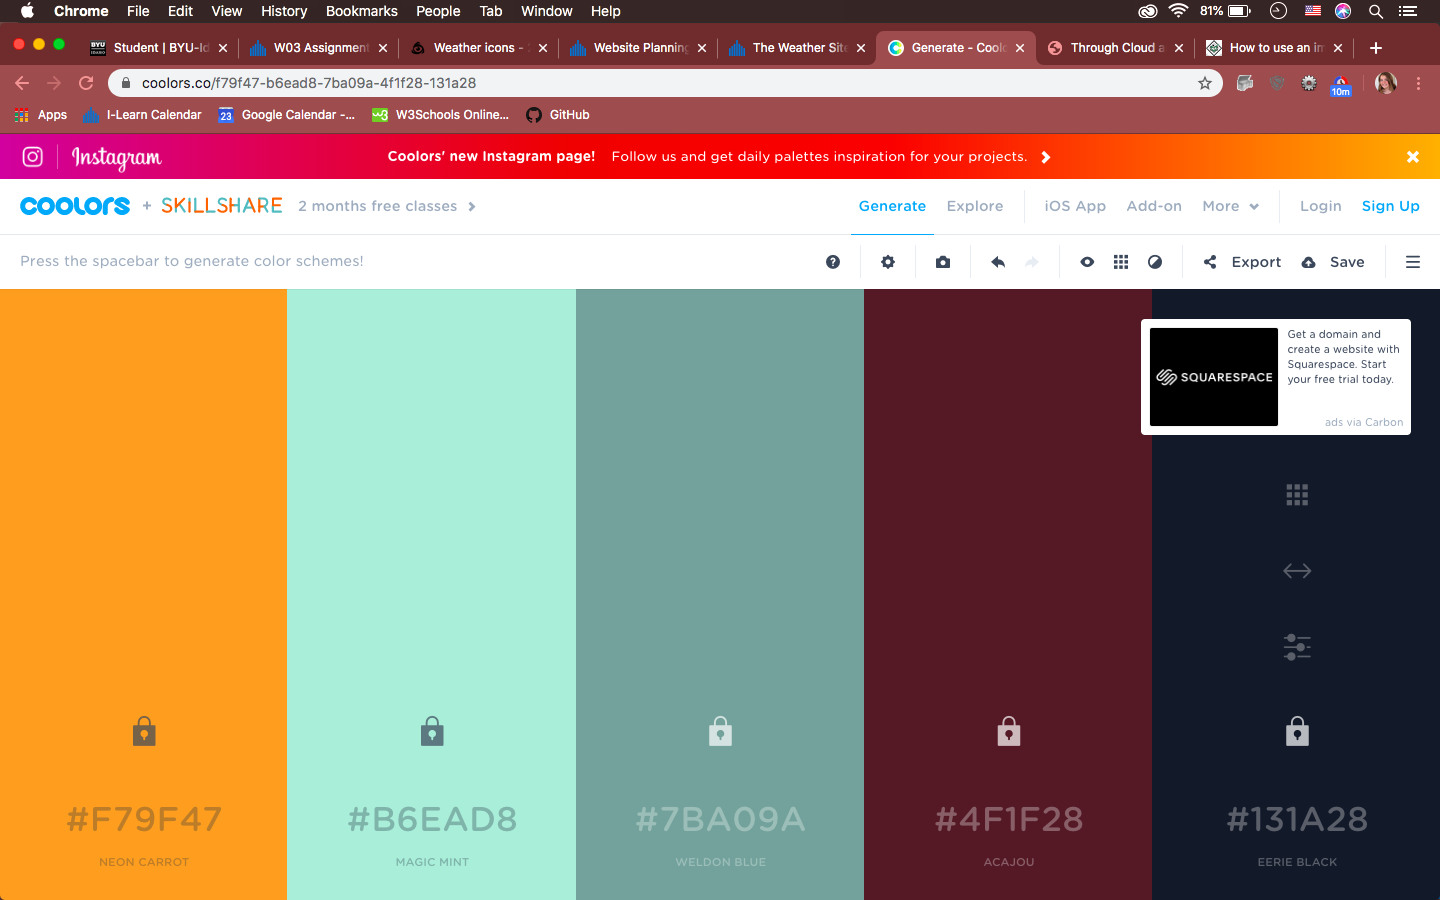 Chrome File Edit View History Bookmarks People Tab Window Help 81%
Student | BYU-Id W03 Assignment Weather icons - Website Planning The Weather Site Generate - Coolo Through Cloud a How to use an im
coolors.co/f79f47-b6ead8-7ba09a-4f1f28-131a28 10m
Apps I-Learn Calendar 23 Google Calendar -... W3Schools Online... GitHub
Instagram Coolors' new Instagram page! Follow us and get daily palettes inspiration for your projects.
coolors + SKILLSHARE 2 months free classes Generate Explore iOS App Add-on More Login Sign Up
Press the spacebar to generate color schemes! Export Save
Get a domain and
create a website with
Squarespace. Start
your free trial today.
SQUARESPACE
ads via Carbon
#F79F47 #B6EAD8 #7BA09A #4F1F28 #131A28
NEON CARROT MAGIC MINT WELDON BLUE ACAJOU EERIE BLACK